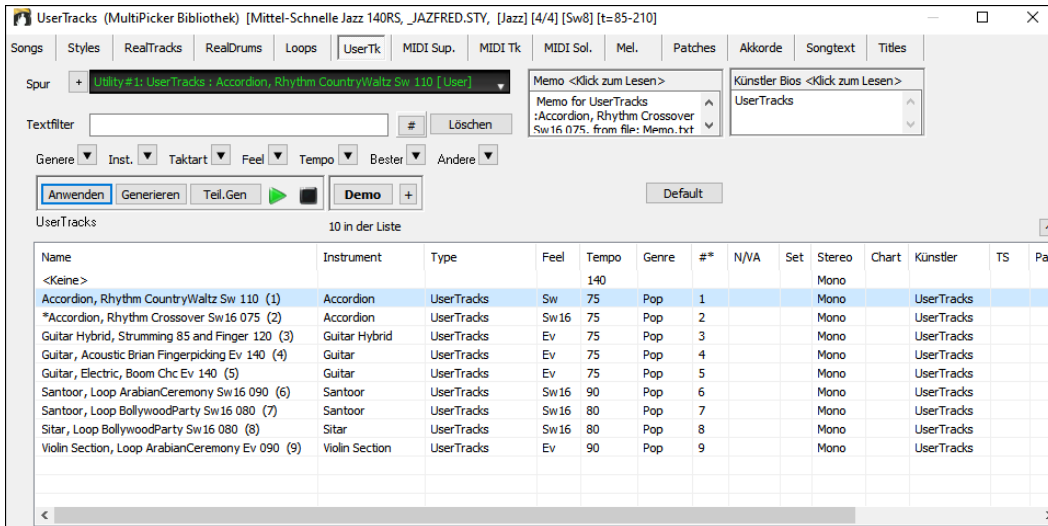 UserTracks (MultiPicker Bibliothek) [Mittel-Schnelle Jazz 140RS, _JAZFRED.STY, [Jazz] [4/4] [Sw8] [t=85-210]
Songs Styles RealTracks RealDrums Loops UserTk MIDI Sup. MIDI Tk MIDI Sol. Mel. Patches Akkorde Songtext Titles
Spur + Utility#1: UserTracks : Accordion, Rhythm CountryWaltz Sw 110 [ User]
Memo <Klick zum Lesen>
Memo for UserTracks
:Accordion, Rhythm Crossover
Sw16 075, from file: Memo.txt
Künstler Bios <Klick zum Lesen>
UserTracks
Textfilter # Löschen
Genere Inst. Taktart Feel Tempo Bester Andere
Anwenden Generieren Teil.Gen Demo + Default
UserTracks 10 in der Liste
Name Instrument Type Feel Tempo Genre #* N/VA Set Stereo Chart Künstler TS Pa
<Keine> 140 Mono
Accordion, Rhythm CountryWaltz Sw 110 (1) Accordion UserTracks Sw 75 Pop 1 Mono UserTracks
*Accordion, Rhythm Crossover Sw16 075 (2) Accordion UserTracks Sw16 75 Pop 2 Mono UserTracks
Guitar Hybrid, Strumming 85 and Finger 120 (3) Guitar Hybrid UserTracks Ev 75 Pop 3 Mono UserTracks
Guitar, Acoustic Brian Fingerpicking Ev 140 (4) Guitar UserTracks Ev 75 Pop 4 Mono UserTracks
Guitar, Electric, Boom Chc Ev 140 (5) Guitar UserTracks Ev 75 Pop 5 Mono UserTracks
Santoor, Loop ArabianCeremony Sw16 090 (6) Santoor UserTracks Sw16 90 Pop 6 Mono UserTracks
Santoor, Loop BollywoodParty Sw16 080 (7) Santoor UserTracks Sw16 80 Pop 7 Mono UserTracks
Sitar, Loop BollywoodParty Sw16 080 (8) Sitar UserTracks Sw16 80 Pop 8 Mono UserTracks
Violin Section, Loop ArabianCeremony Ev 090 (9) Violin Section UserTracks Ev 90 Pop 9 Mono UserTracks